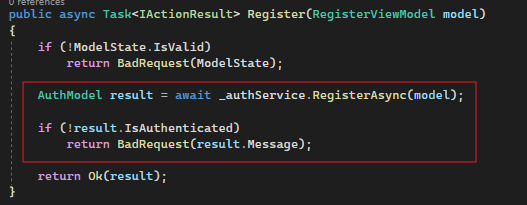 0 references
public async Task<IActionResult> Register(RegisterViewModel model)
{
if (!ModelState.IsValid)
return BadRequest(ModelState);
AuthModel result = await _authService.RegisterAsync(model);
if (!result.IsAuthenticated)
return BadRequest(result.Message);
return Ok(result);
}